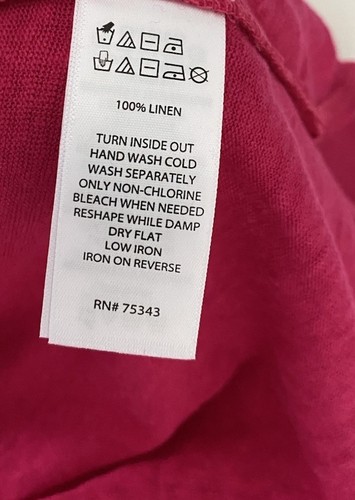 100% LINEN
TURN INSIDE OUT
HAND WASH COLD
WASH SEPARATELY
ONLY NON-CHLORINE
BLEACH WHEN NEEDED
RESHAPE WHILE DAMP
DRY FLAT
LOW IRON
IRON ON REVERSE
RN# 75343